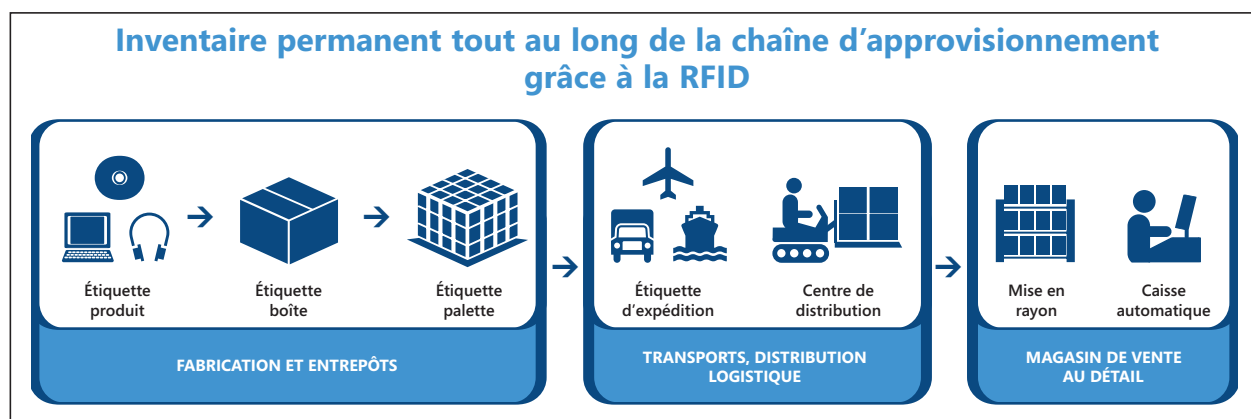 Inventaire permanent tout au long de la chaîne d’approvisionnement
grâce à la RFID
Étiquette
produit
Étiquette
boîte
Étiquette
palette
FABRICATION ET ENTREPÔTS
Étiquette
d’expédition
Centre de
distribution
TRANSPORTS, DISTRIBUTION
LOGISTIQUE
Mise en
rayon
Caisse
automatique
MAGASIN DE VENTE
AU DÉTAIL